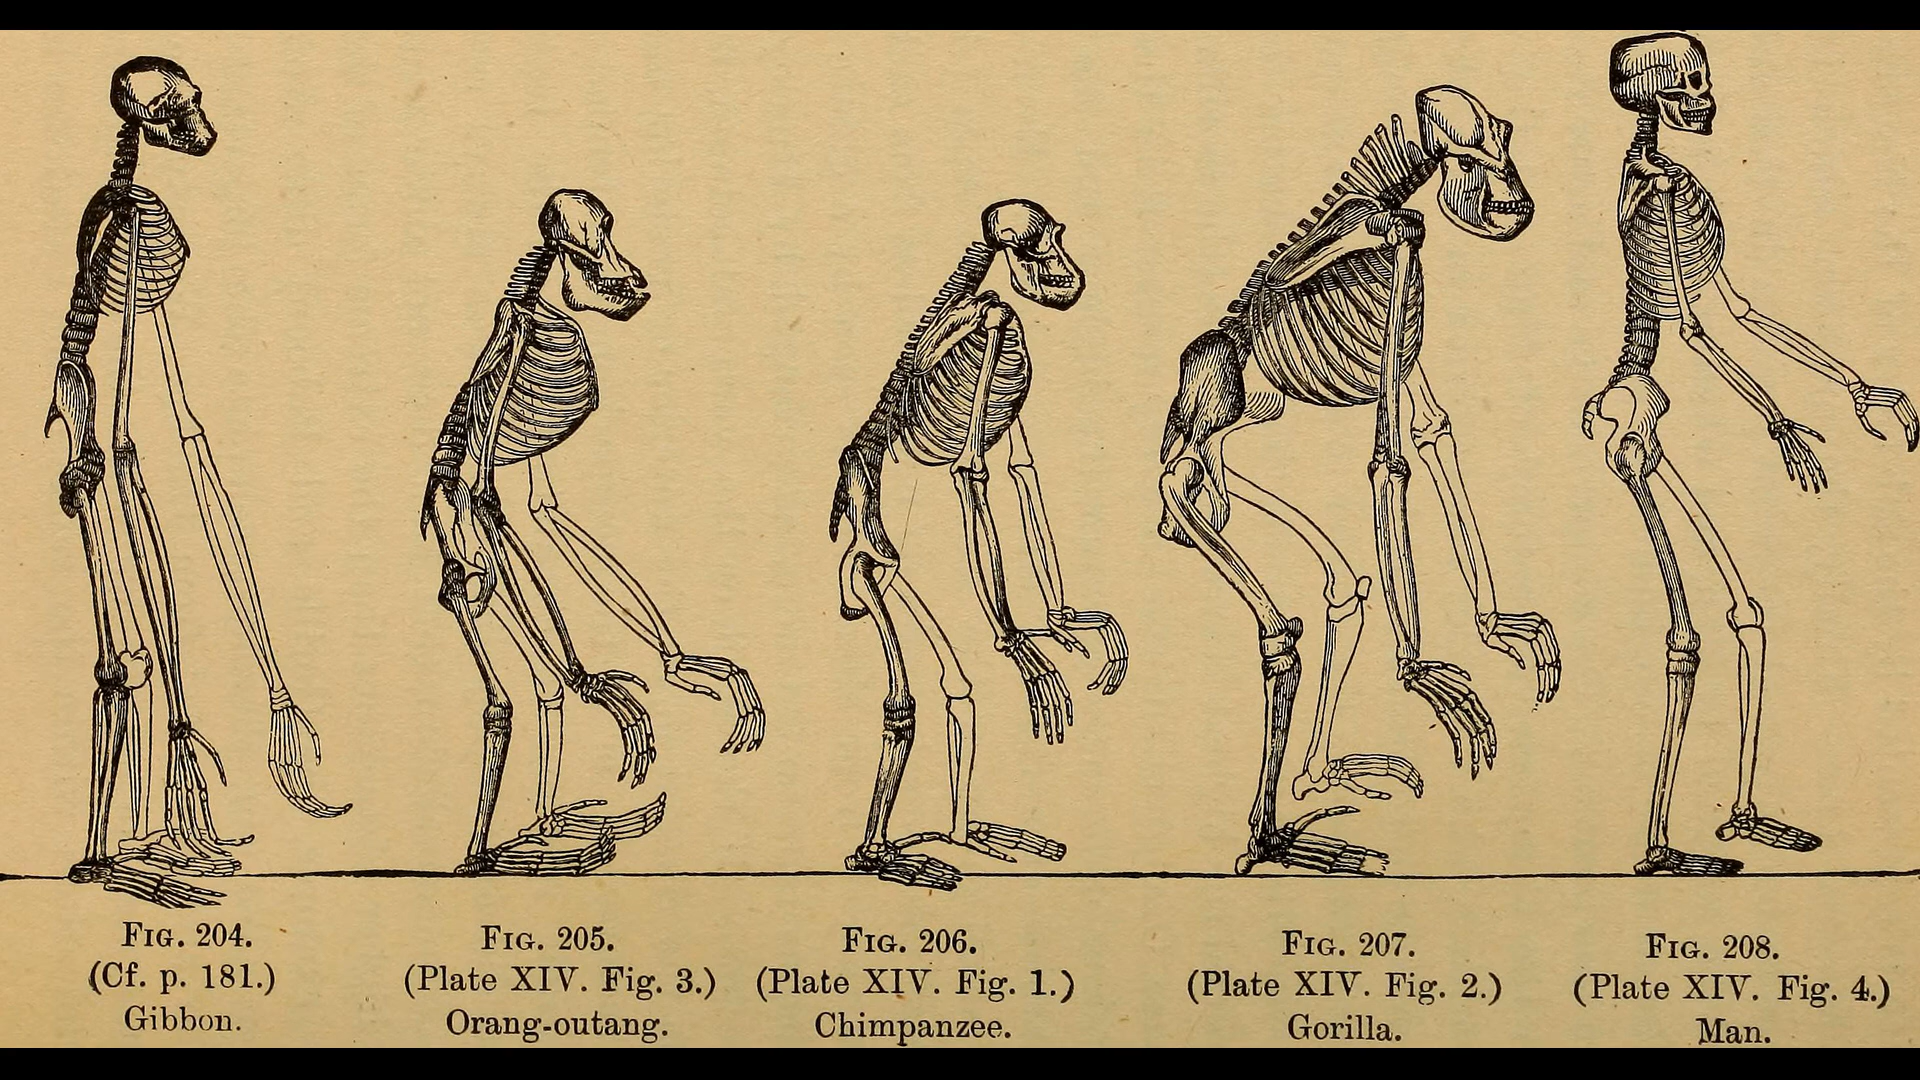 Fig. 204.
(Cf. p. 181.)
Gibbon.
Fig. 205.
(Plate XIV. Fig. 3.)
Orang-outang.
Fig. 206.
(Plate XIV. Fig. 1.)
Chimpanzee.
Fig. 207.
(Plate XIV. Fig. 2.)
Gorilla.
Fig. 208.
(Plate XIV. Fig. 4.)
Man.